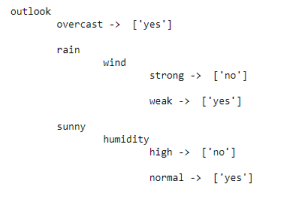 outlook
overcast -> ['yes']
rain
wind
strong -> ['no']
weak -> ['yes']
sunny
humidity
high -> ['no']
normal -> ['yes']